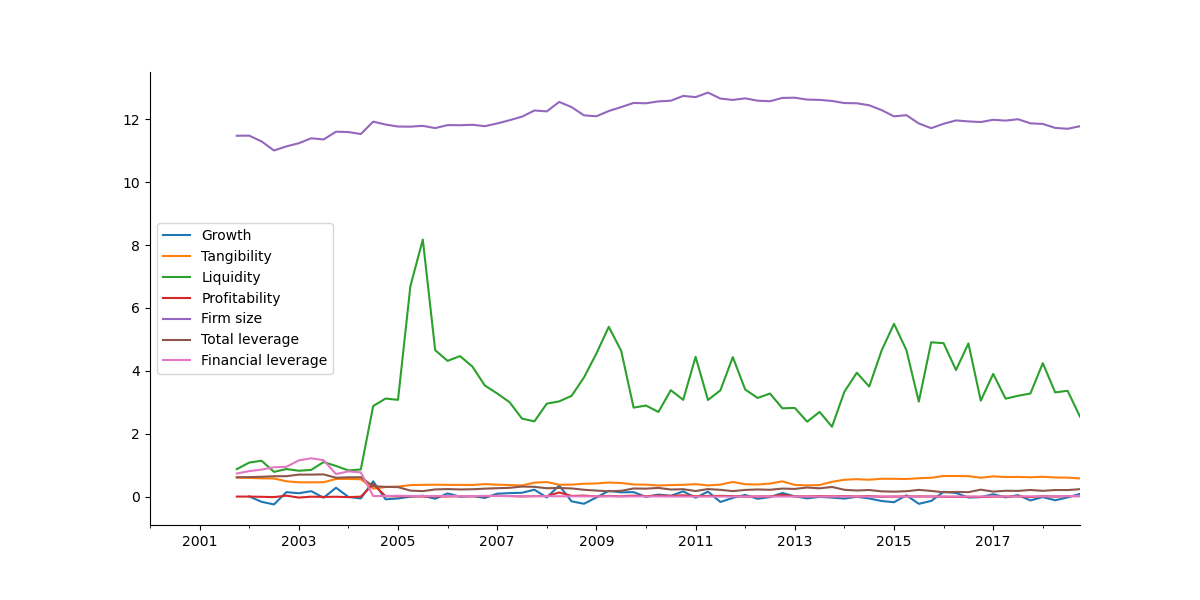 12
10
8
6
4
2
0
Growth
Tangibility
Liquidity
Profitability
Firm size
Total leverage
Financial leverage
2001 2003 2005 2007 2009 2011 2013 2015 2017